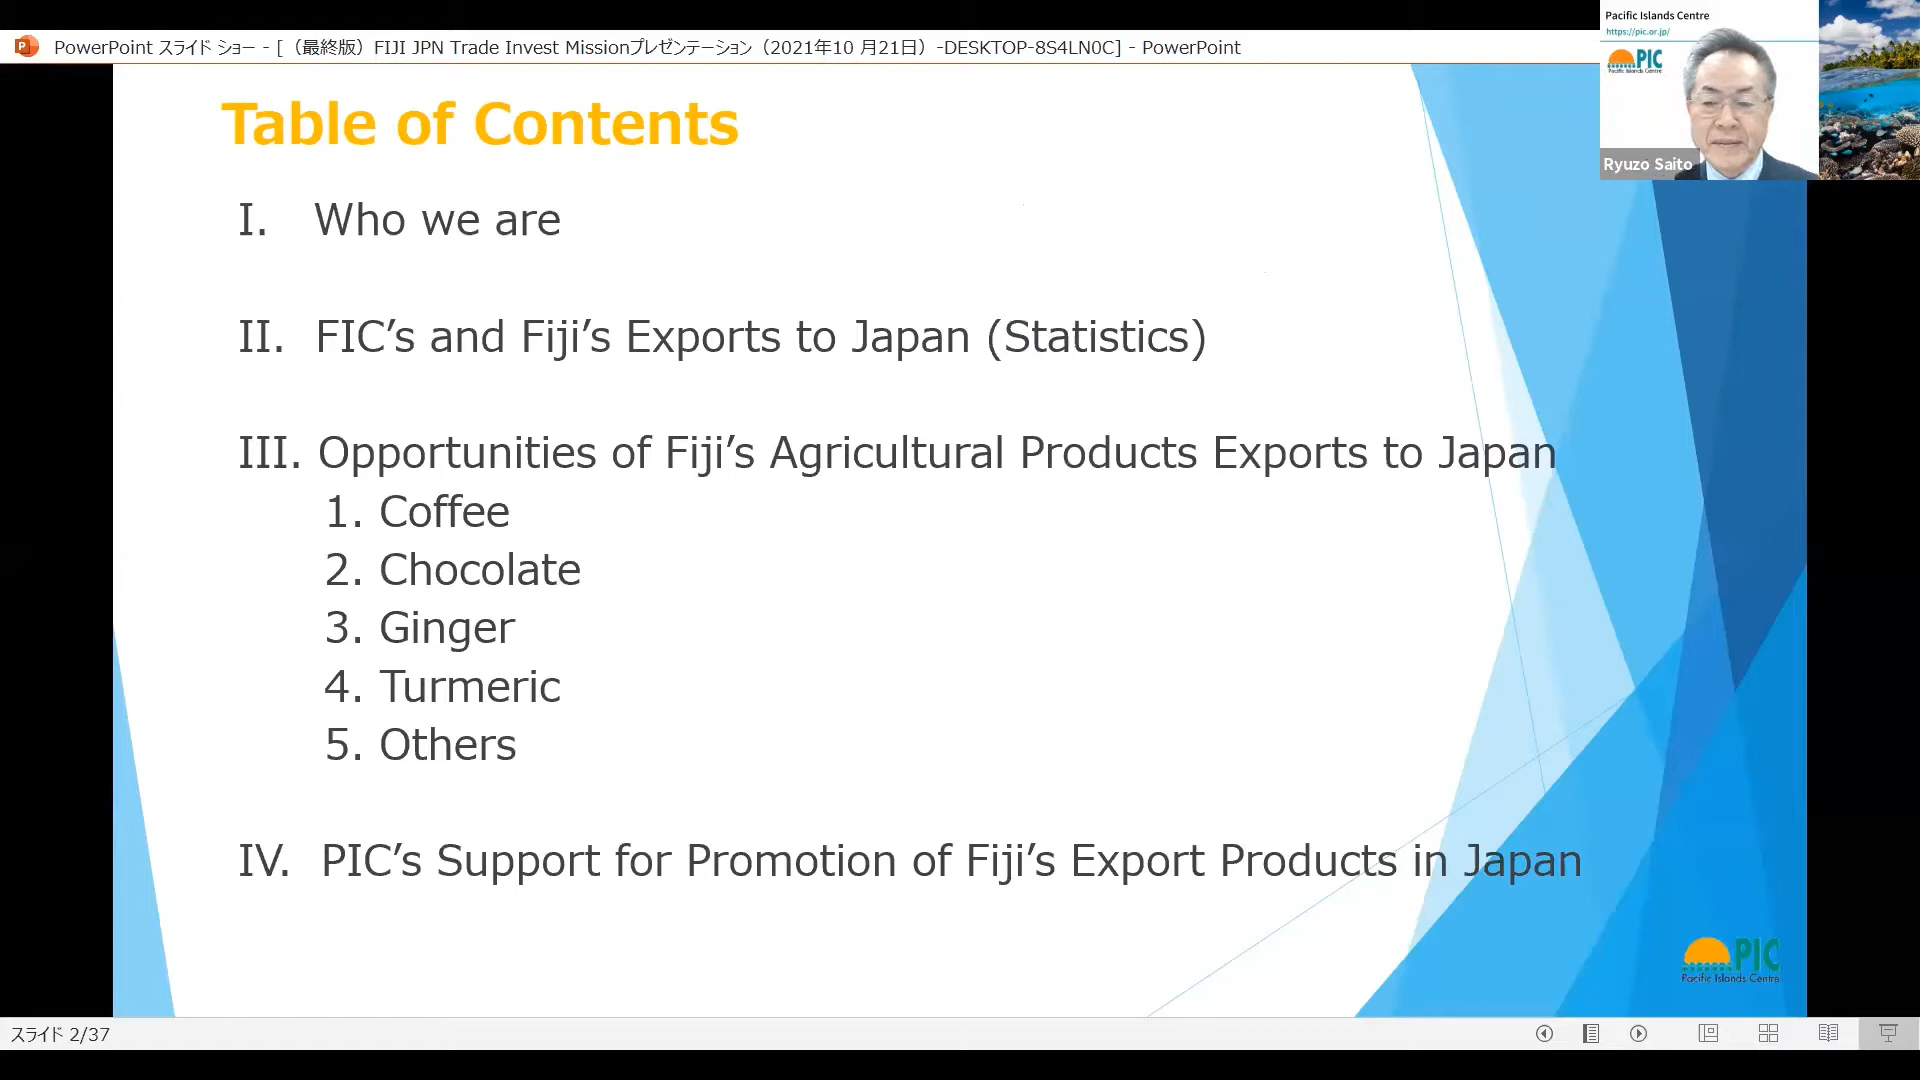 PowerPoint スライド ショー - [（最終版）FIJI JPN Trade Invest Missionプレゼンテーション（2021年10 月21日）-DESKTOP-8S4LN0C] - PowerPoint
Pacific Islands Centre
https://pic.or.jp/
PIC
Pacific Islands Centre
Ryuzo Saito
Table of Contents
I. Who we are
II. FIC’s and Fiji’s Exports to Japan (Statistics)
III. Opportunities of Fiji’s Agricultural Products Exports to Japan
1. Coffee
2. Chocolate
3. Ginger
4. Turmeric
5. Others
IV. PIC’s Support for Promotion of Fiji’s Export Products in Japan
PIC
Pacific Islands Centre
スライド 2/37